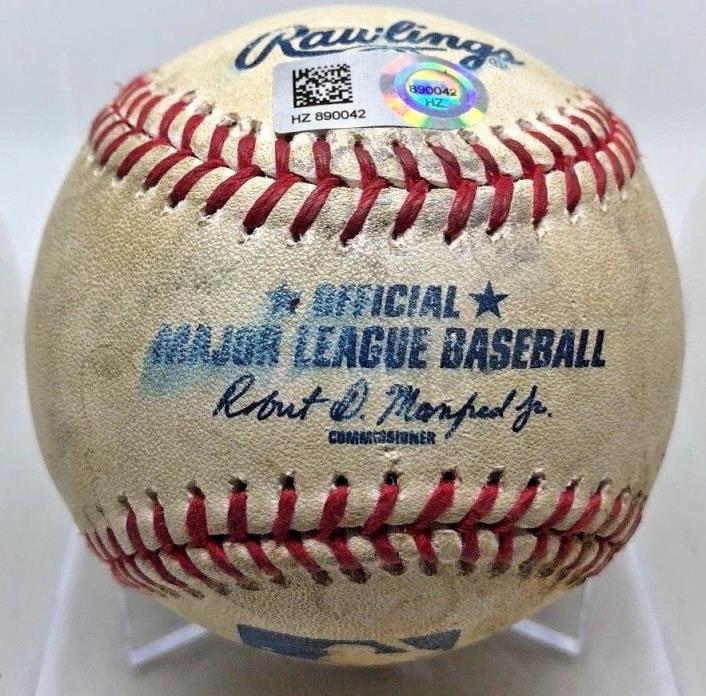 Rawlings®
HZ 890042
890042
HZ
★ OFFICIAL ★
MAJOR LEAGUE BASEBALL
Robert D. Manfred Jr.
COMMISSIONER